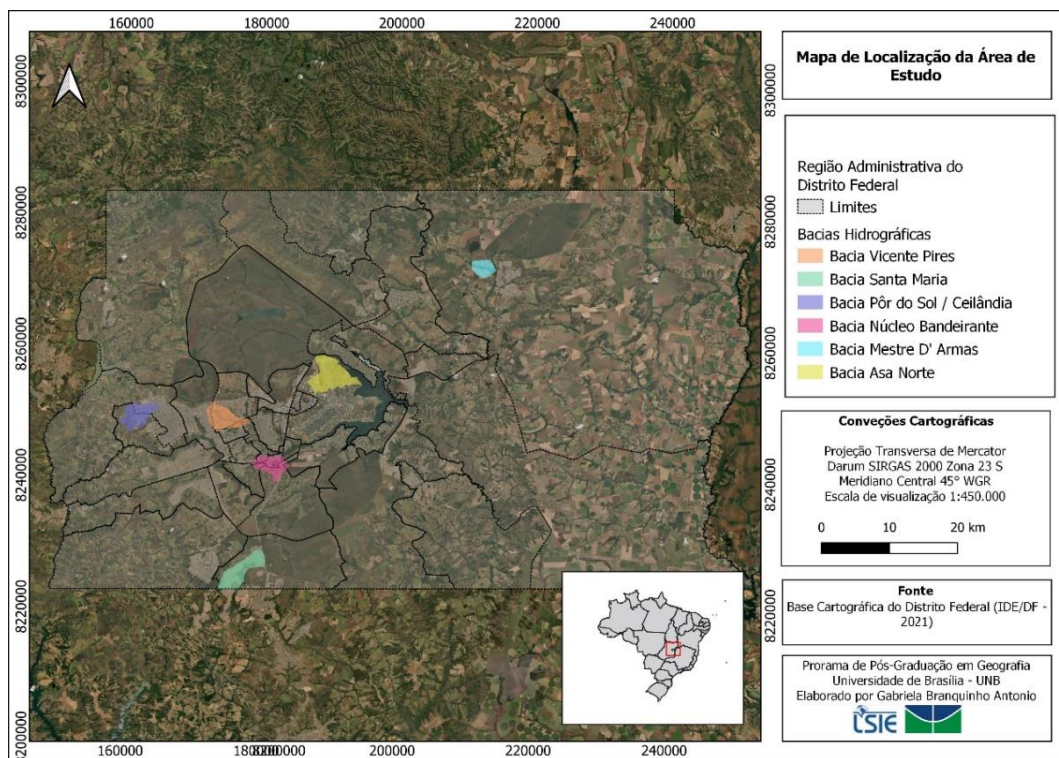 160000 180000 200000 220000 240000
8300000
8280000
8260000
8240000
8220000
8200000
8300000
8280000
8260000
8240000
8220000
160000 180000 200000 220000 240000
Mapa de Localização da Área de
Estudo
Região Administrativa do
Distrito Federal
Limites
Bacias Hidrográficas
Bacia Vicente Pires
Bacia Santa Maria
Bacia Pôr do Sol / Ceilândia
Bacia Núcleo Bandeirante
Bacia Mestre D' Armas
Bacia Asa Norte
Conveções Cartográficas
Projeção Transversa de Mercator
Darum SIRGAS 2000 Zona 23 S
Meridiano Central 45° WGR
Escala de visualização 1:450.000
0 10 20 km
Fonte
Base Cartográfica do Distrito Federal (IDE/DF -
2021)
Prorama de Pós-Graduação em Geografia
Universidade de Brasília - UNB
Elaborado por Gabriela Branquinho Antonio
LSIE